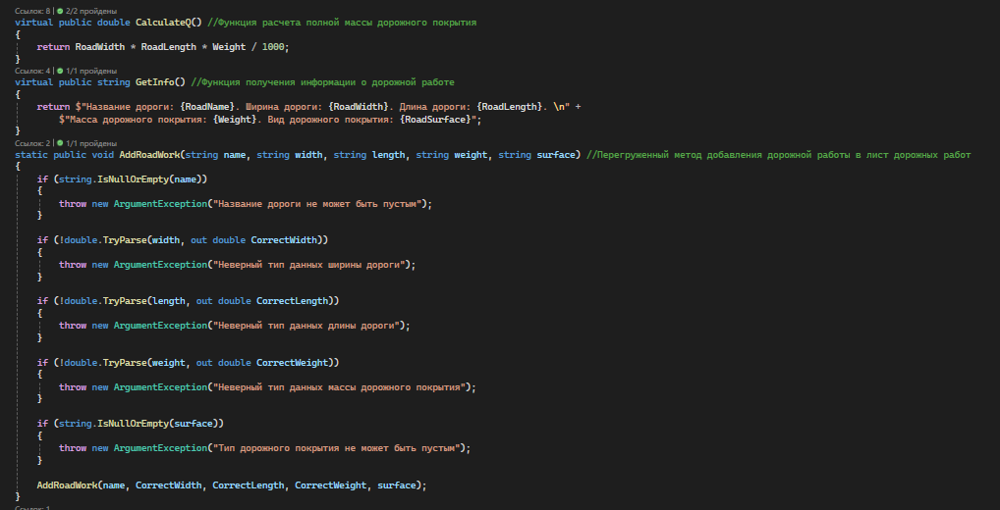 Ссылок: 8 | 2/2 пройдены
virtual public double CalculateQ() //Функция расчета полной массы дорожного покрытия
{
    return RoadWidth * RoadLength * Weight / 1000;
}
Ссылок: 4 | 1/1 пройдены
virtual public string GetInfo() //Функция получения информации о дорожной работе
{
    return $"Название дороги: {RoadName}. Ширина дороги: {RoadWidth}. Длина дороги: {RoadLength}. \n" +
        $"Масса дорожного покрытия: {Weight}. Вид дорожного покрытия: {RoadSurface}";
}
Ссылок: 2 | 1/1 пройдены
static public void AddRoadWork(string name, string width, string length, string weight, string surface) //Перегруженный метод добавления дорожной работы в лист дорожных работ
{
    if (string.IsNullOrEmpty(name))
    {
        throw new ArgumentException("Название дороги не может быть пустым");
    }
    if (!double.TryParse(width, out double CorrectWidth))
    {
        throw new ArgumentException("Неверный тип данных ширины дороги");
    }
    if (!double.TryParse(length, out double CorrectLength))
    {
        throw new ArgumentException("Неверный тип данных длины дороги");
    }
    if (!double.TryParse(weight, out double CorrectWeight))
    {
        throw new ArgumentException("Неверный тип данных массы дорожного покрытия");
    }
    if (string.IsNullOrEmpty(surface))
    {
        throw new ArgumentException("Тип дорожного покрытия не может быть пустым");
    }
    AddRoadWork(name, CorrectWidth, CorrectLength, CorrectWeight, surface);
}
Ссылок: 1